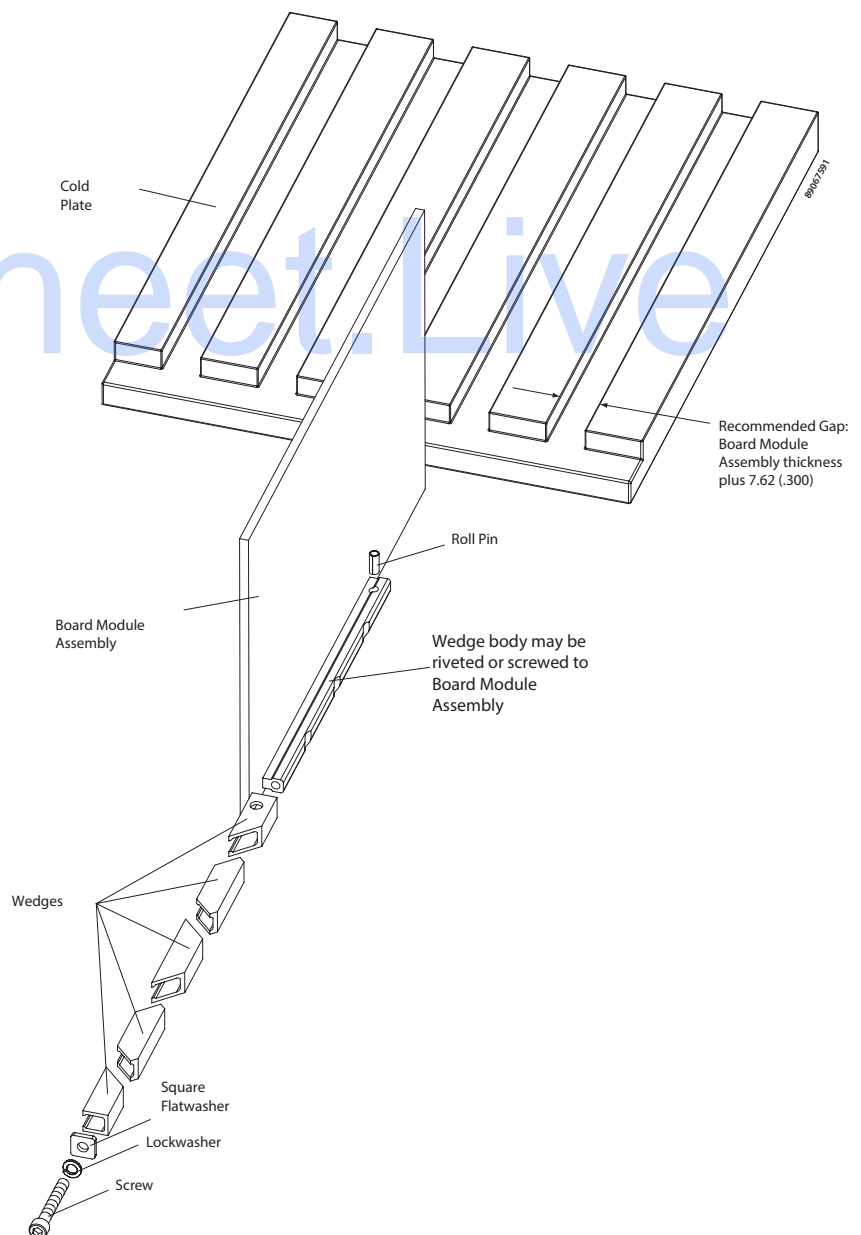 89067591
Cold
Plate
neet.Live
Recommended Gap:
Board Module
Assembly thickness
plus 7.62 (.300)
Roll Pin
Board Module
Assembly
Wedge body may be
riveted or screwed to
Board Module
Assembly
Wedges
Square
Flatwasher
Lockwasher
Screw